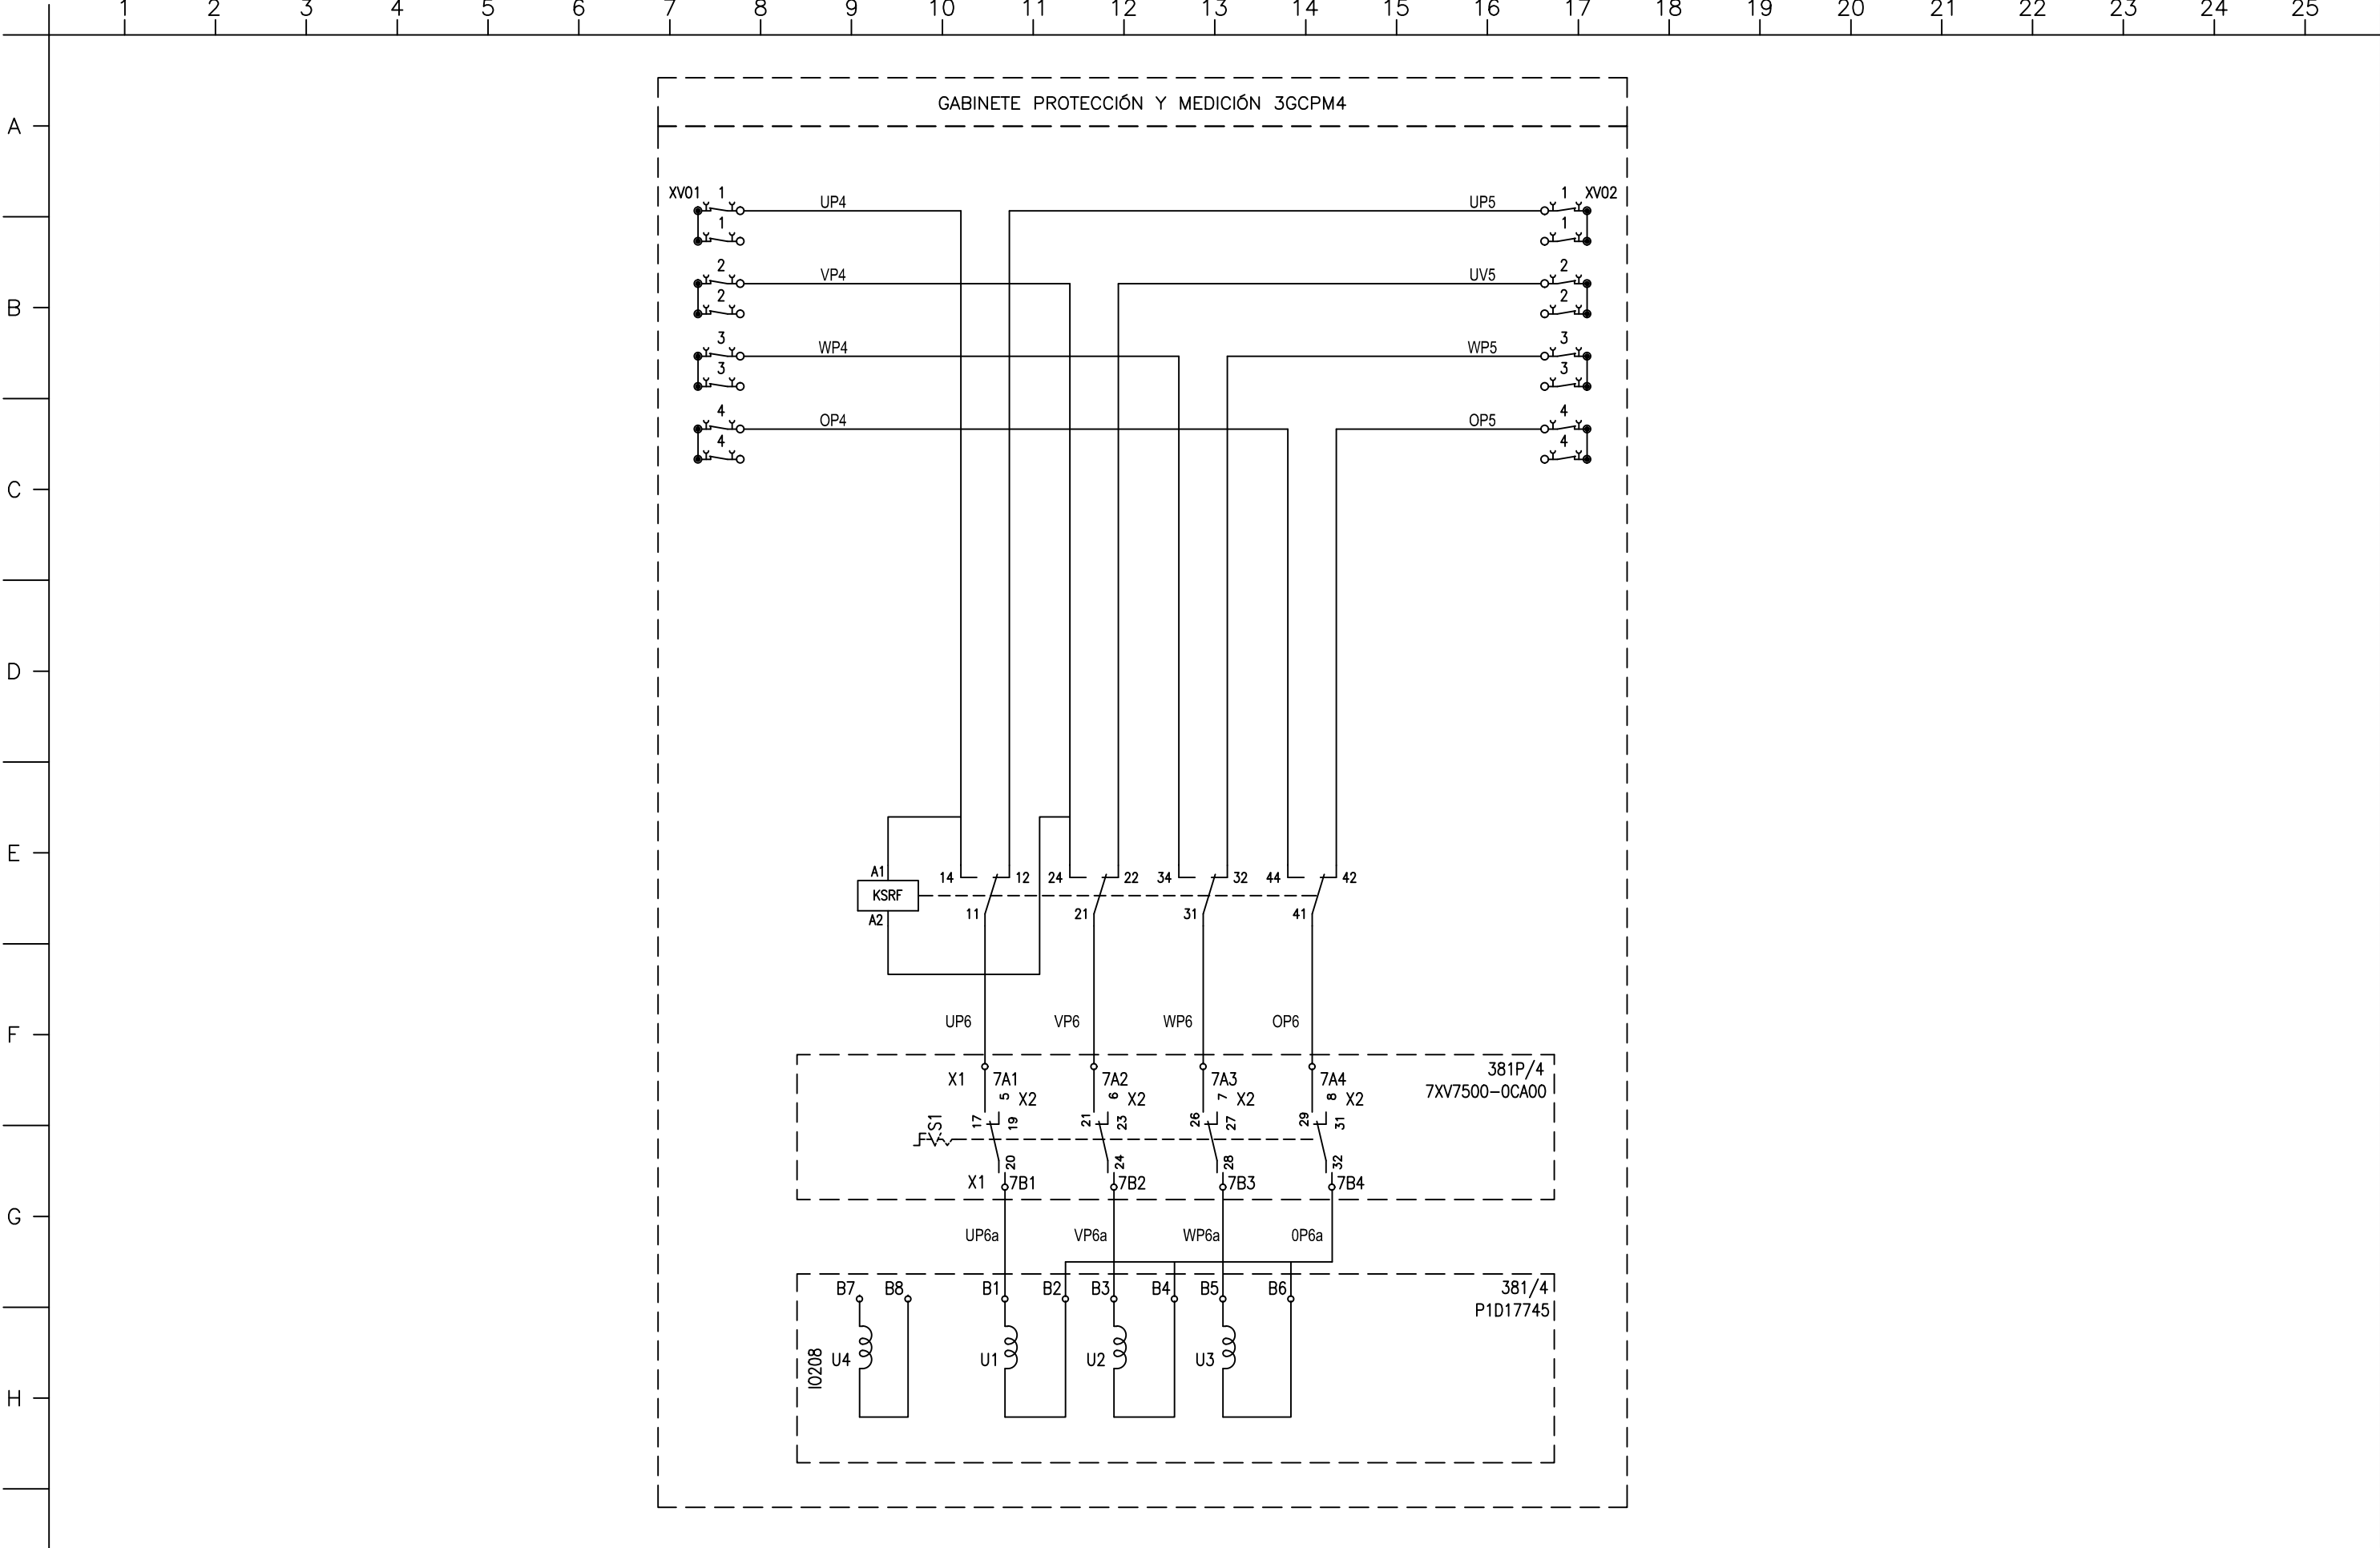 1 2 3 4 5 6 7 8 9 10 11 12 13 14 15 16 17 18 19 20 21 22 23 24 25
GABINETE PROTECCIÓN Y MEDICIÓN 3GCPM4
A
XV01 1 UP4 UP5 1 XV02
1 1
2 VP4 UV5 2
B
2 2
3 WP4 WP5 3
3 3
4 OP4 OP5 4
4 4
C
D
E
A1 14 12 24 22 34 32 44 42
KSRF
A2 11 21 31 41
UP6 VP6 WP6 OP6
F
381P/4
X1 7A1 7A2 7A3 7A4
7XV7500-0CA00
5 X2 6 X2 7 X2 8 X2
S1 17 19 21 23 26 27 29 31
20 24 28 32
X1 7B1 7B2 7B3 7B4
G
UP6a VP6a WP6a 0P6a
B7 B8 B1 B2 B3 B4 B5 B6 381/4
P1D17745
IO208 U4 U1 U2 U3
H